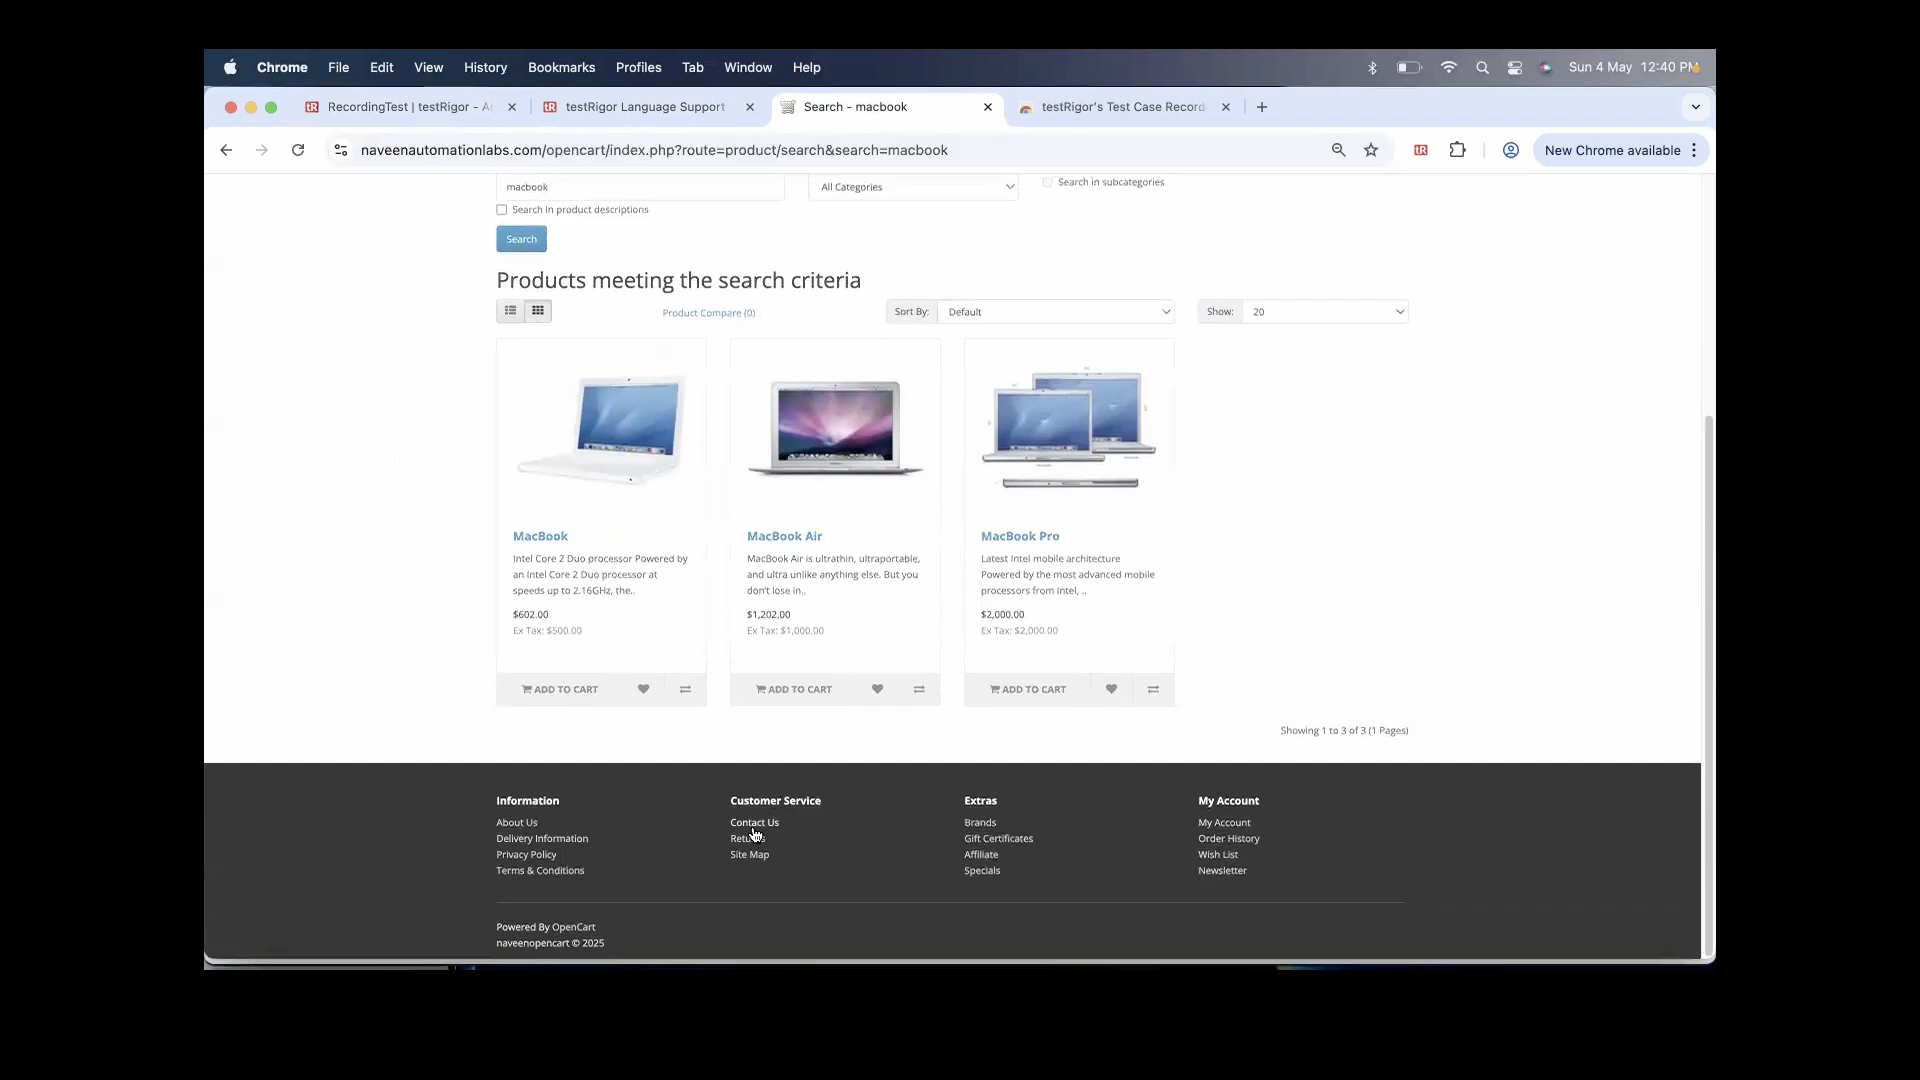 Chrome File Edit View History Bookmarks Profiles Tab Window Help Sun 4 May 12:40 PM
RecordingTest | testRigor - AI testRigor Language Support Search - macbook testRigor's Test Case Record
naveenautomationlabs.com/opencart/index.php?route=product/search&search=macbook New Chrome available
macbook All Categories Search in subcategories
Search in product descriptions
Search
Products meeting the search criteria
Product Compare (0) Sort By: Default Show: 20
MacBook MacBook Air MacBook Pro
Intel Core 2 Duo processor Powered by MacBook Air is ultrathin, ultraportable, Latest Intel mobile architecture
an Intel Core 2 Duo processor at and ultra unlike anything else. But you Powered by the most advanced mobile
speeds up to 2.16GHz, the.. don't lose in.. processors from Intel, ..
$602.00 $1,202.00 $2,000.00
Ex Tax: $500.00 Ex Tax: $1,000.00 Ex Tax: $2,000.00
ADD TO CART ADD TO CART ADD TO CART
Showing 1 to 3 of 3 (1 Pages)
Information Customer Service Extras My Account
About Us Contact Us Brands My Account
Delivery Information Returns Gift Certificates Order History
Privacy Policy Site Map Affiliate Wish List
Terms & Conditions Specials Newsletter
Powered By OpenCart
naveenopencart © 2025